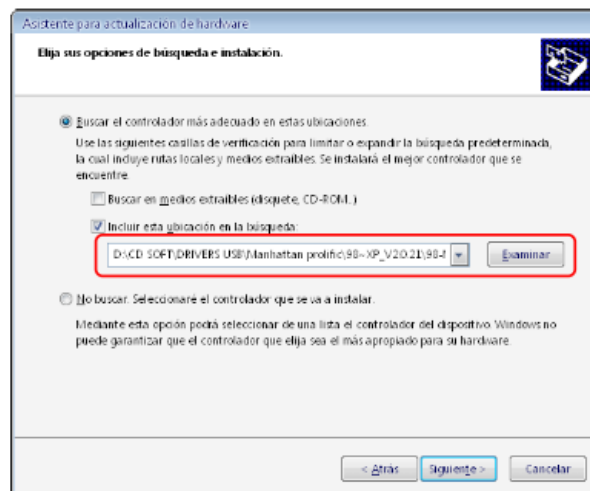 Asistente para actualización de hardware
Elija sus opciones de búsqueda e instalación.
Buscar el controlador más adecuado en estas ubicaciones.
Use las siguientes casillas de verificación para limitar o expandir la búsqueda predeterminada,
la cual incluye rutas locales y medios extraíbles. Se instalará el mejor controlador que se
encuentre.
Buscar en medios extraíbles (disquete, CD-ROM..)
Incluir esta ubicación en la búsqueda:
D:\CD SOFT\DRIVERS USB\Manhattan prolific\98~XP_V20.21\98-
Examinar
No buscar. Seleccionaré el controlador que se va a instalar.
Mediante esta opción podrá seleccionar de una lista el controlador del dispositivo. Windows no
puede garantizar que el controlador que elija sea el más apropiado para su hardware.
< Atrás Siguiente > Cancelar